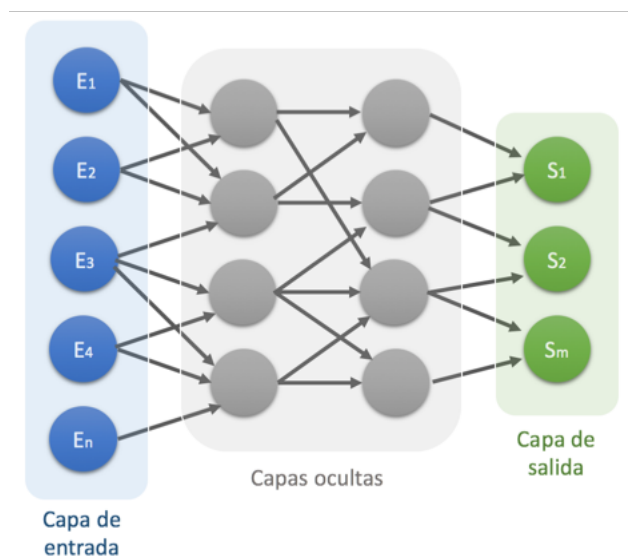 E1
E2
E3
E4
En
S1
S2
Sm
Capas ocultas
Capa de
entrada
Capa de
salida